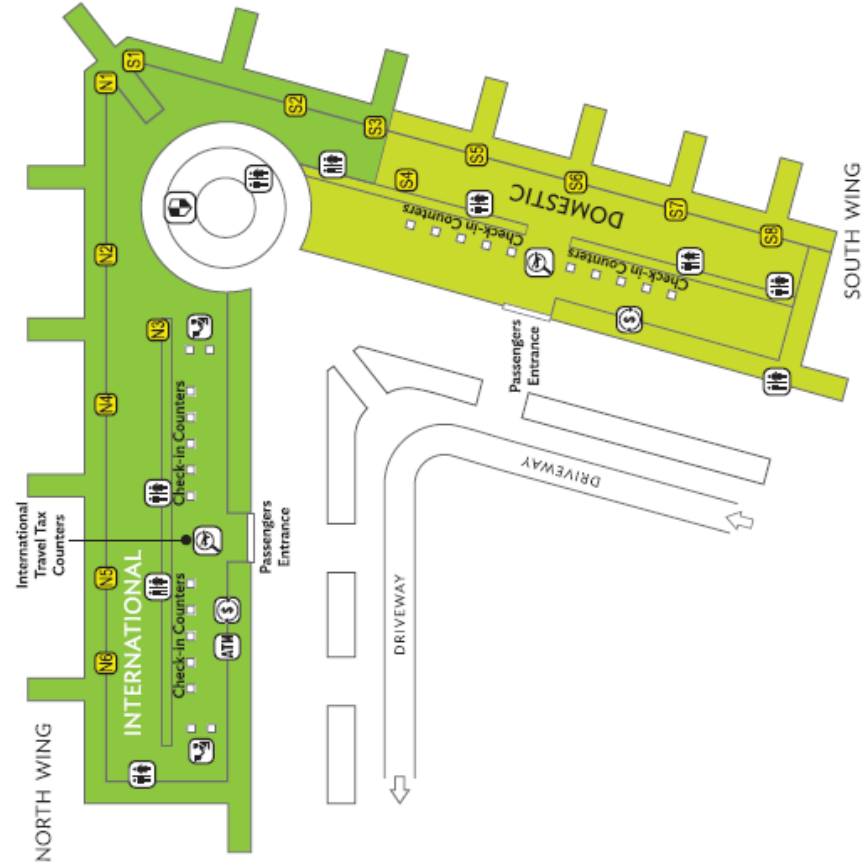 N1
S1
S2
S3
S4
S5
S6
S7
S8
N2
N3
N4
N5
N6
DOMESTIC
Check-in Counters
Check-in Counters
SOUTH WING
$
Passengers
Entrance
DRIVEWAY
Check-in Counters
International
Travel Tax
Counters
Passengers
Entrance
INTERNATIONAL
Check-in Counters
$
ATM
DRIVEWAY
NORTH WING